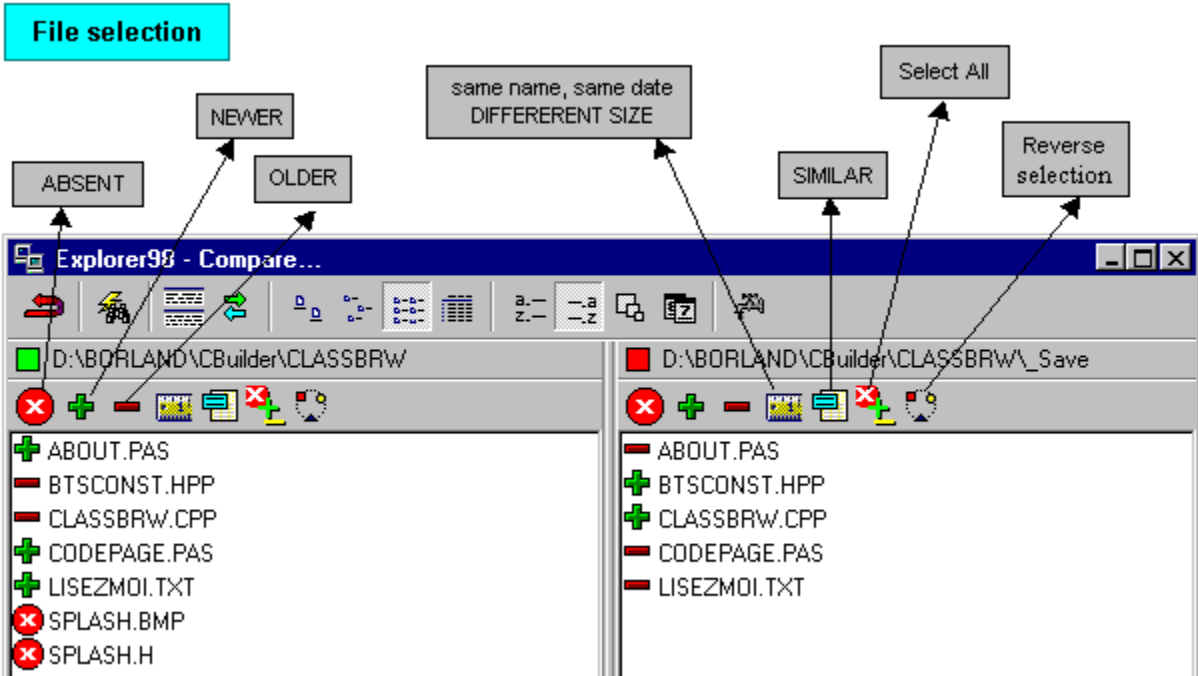 File selection
Select All
same name, same date
DIFFERERENT SIZE
NEWER
Reverse
selection
ABSENT
OLDER
SIMILAR
Explorer98 - Compare...
a.—
z.—
—.a
—.z
D:\BORLAND\CBuilder\CLASSBRW
D:\BORLAND\CBuilder\CLASSBRW\_Save
ABOUT.PAS
BTSCONST.HPP
CLASSBRW.CPP
CODEPAGE.PAS
LISEZMOI.TXT
SPLASH.BMP
SPLASH.H
ABOUT.PAS
BTSCONST.HPP
CLASSBRW.CPP
CODEPAGE.PAS
LISEZMOI.TXT